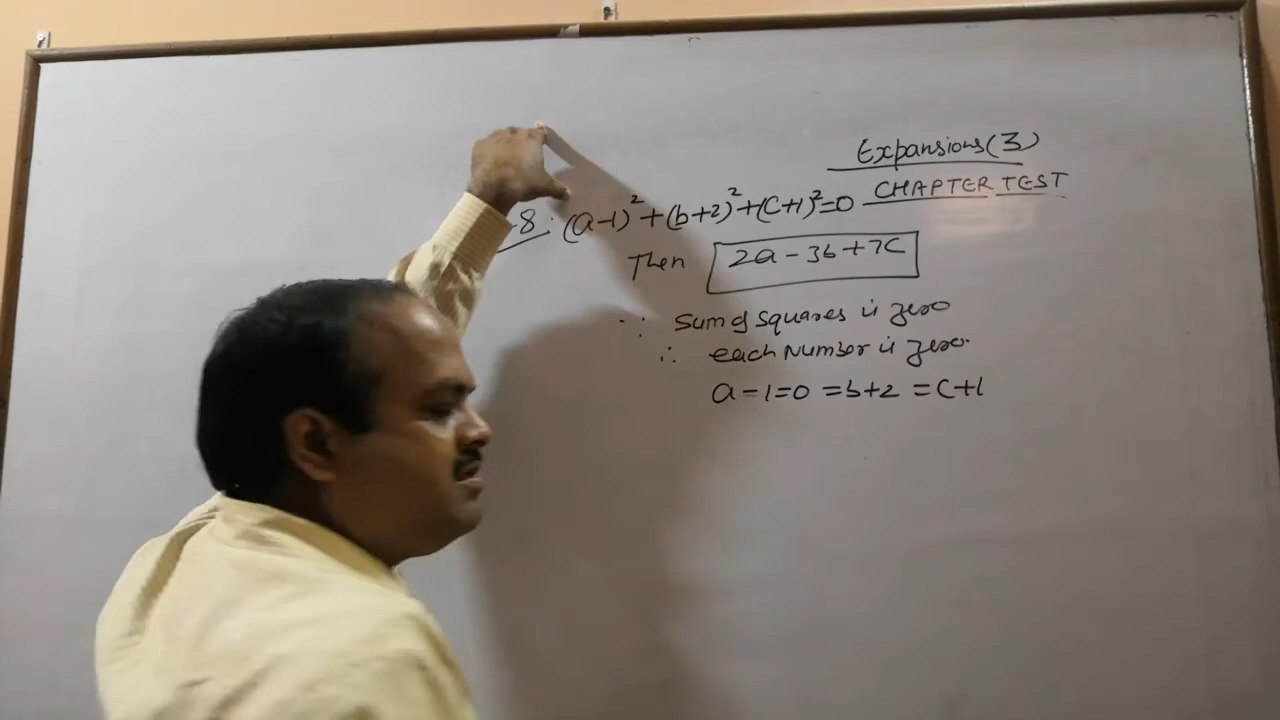 Expansions(3)
CHAPTER TEST
-8. (a-1)²+(b+2)²+(c+1)²=0
Then 2a-3b+7c
∵ Sum of squares is zero
∴ each Number is zero.
a-1=0=b+2=c+1